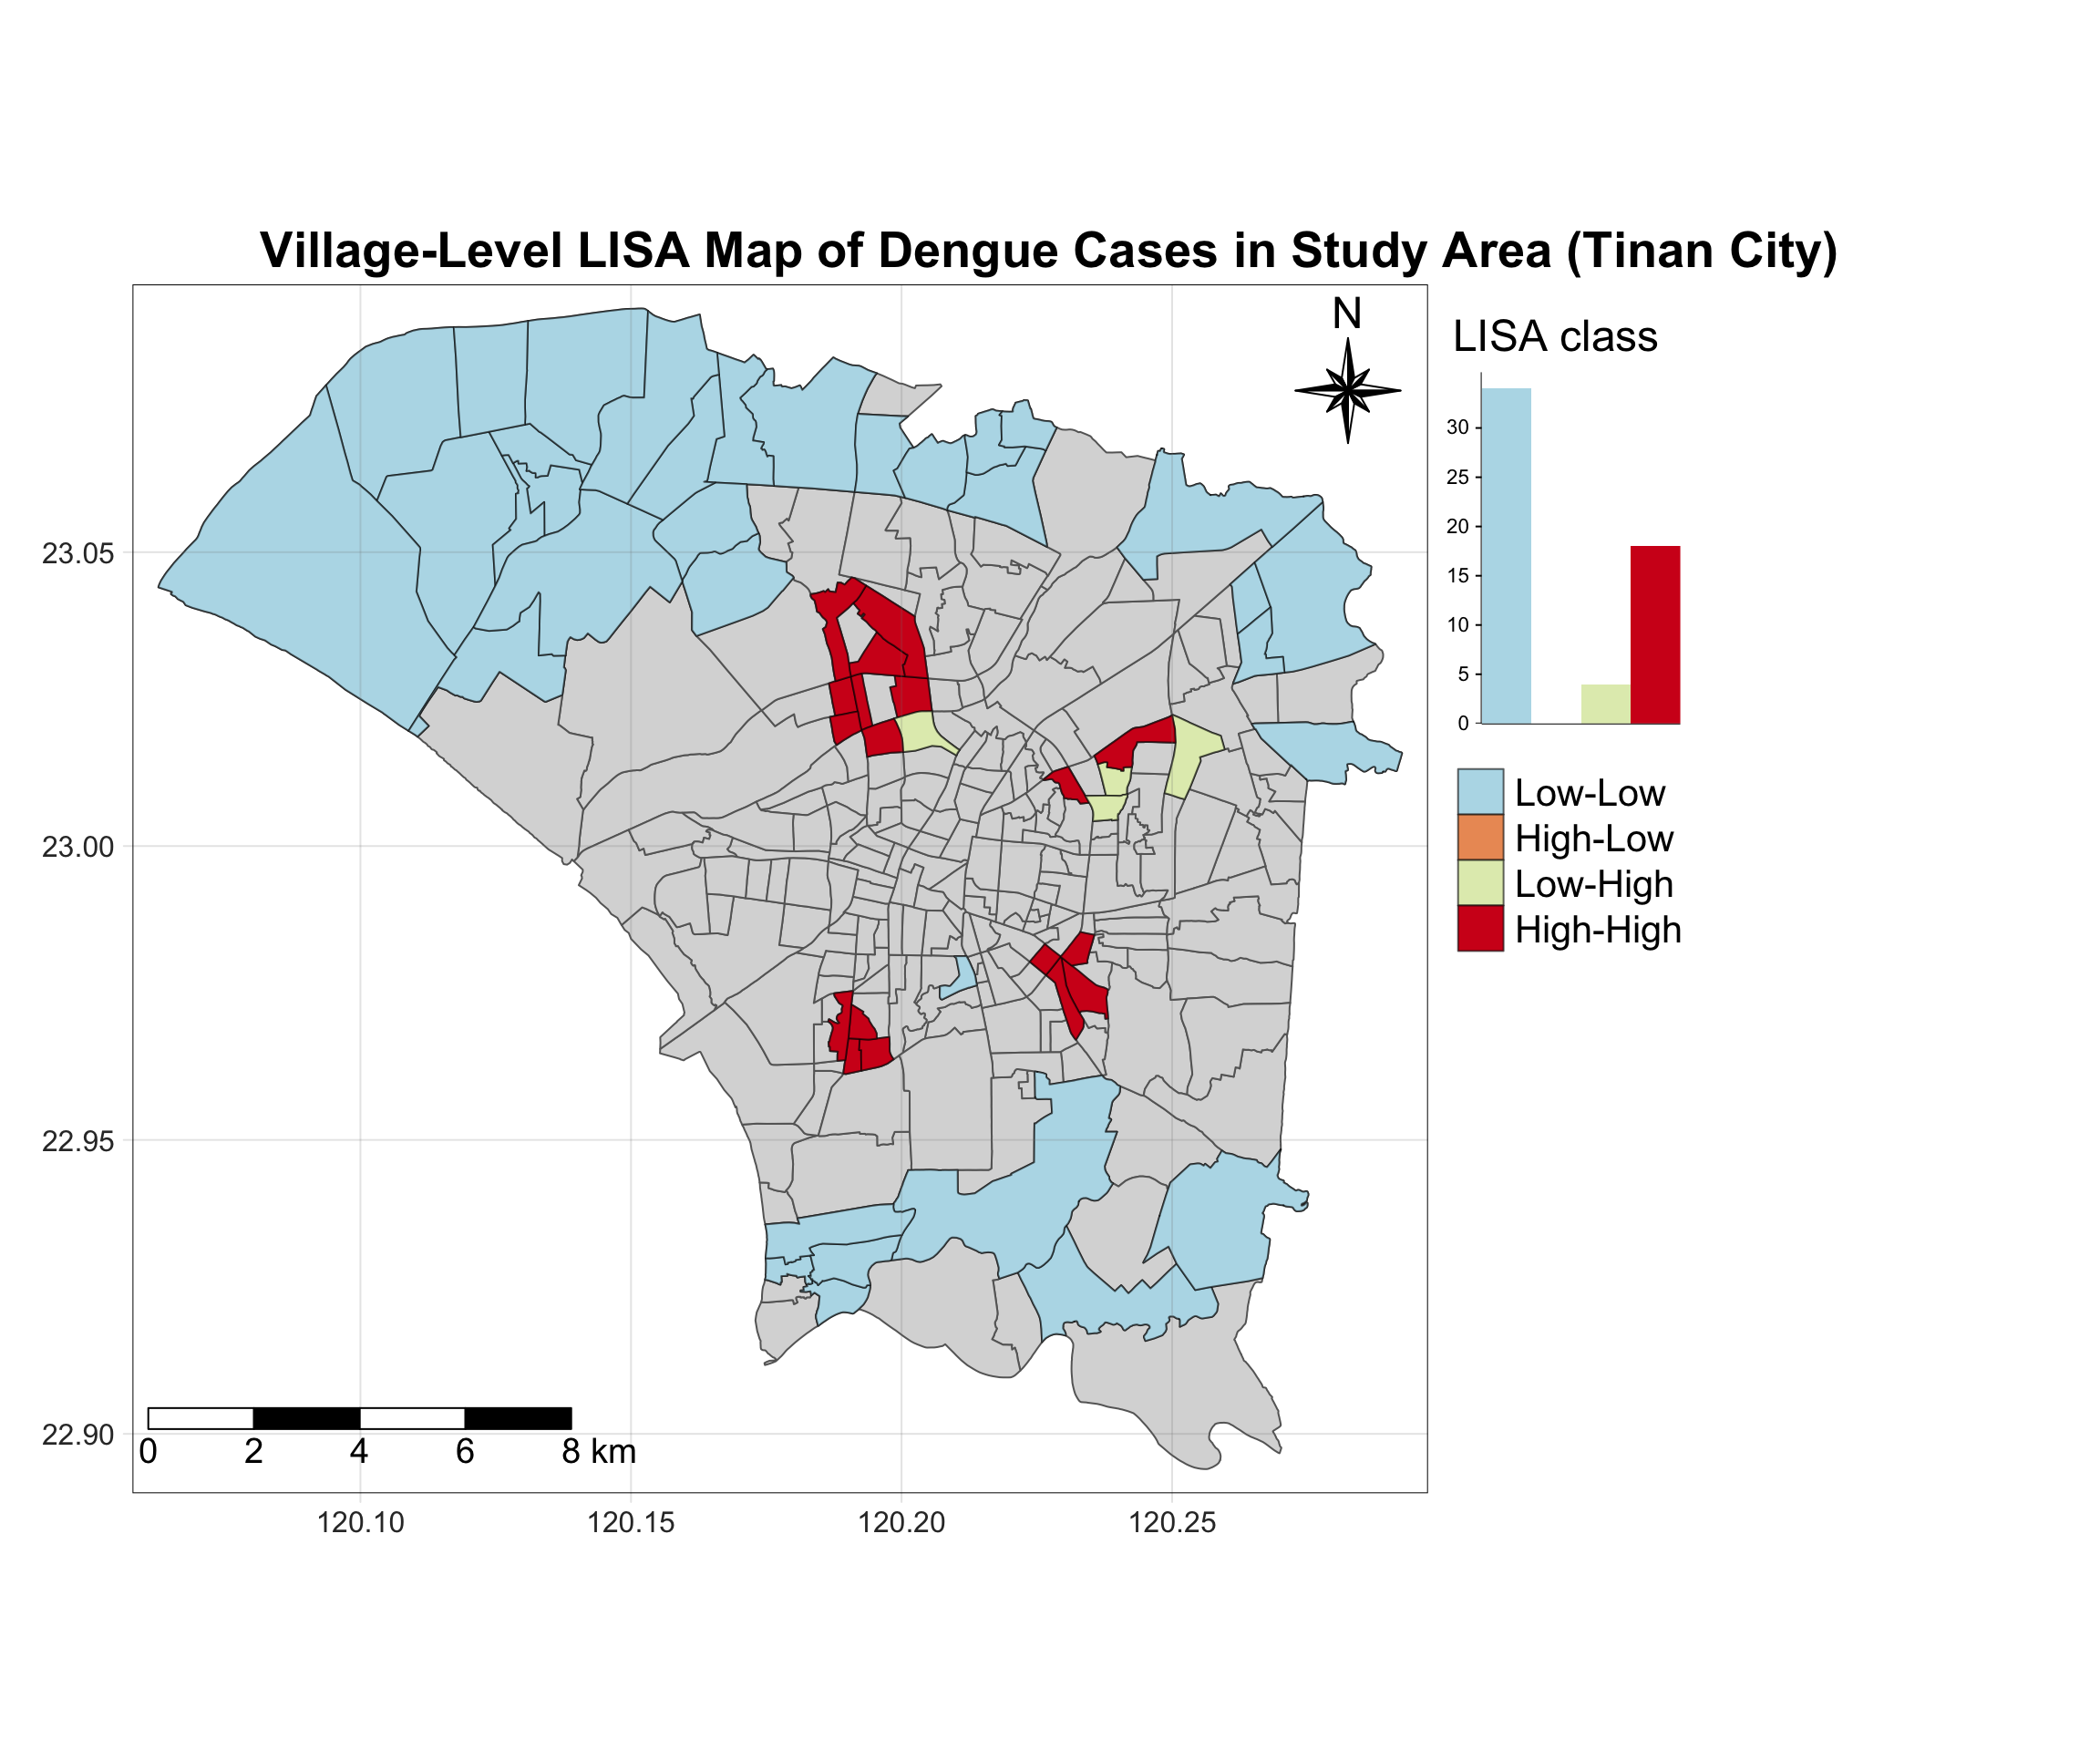 Village-Level LISA Map of Dengue Cases in Study Area (Tinan City)
N
LISA class
30
25
20
15
10
5
0
Low-Low
High-Low
Low-High
High-High
23.05
23.00
22.95
22.90
0 2 4 6 8 km
120.10 120.15 120.20 120.25